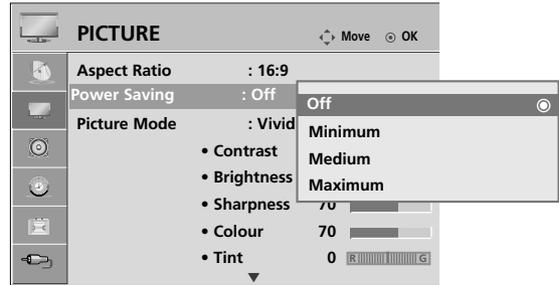 PICTURE Move OK
Aspect Ratio : 16:9
Power Saving : Off
Picture Mode : Vivid
• Contrast
• Brightness
• Sharpness 70
• Colour 70
• Tint 0 R G
Off
Minimum
Medium
Maximum